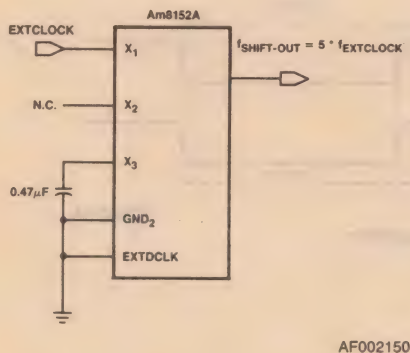 Am8152A
EXTCLOCK
X1
fSHIFT-OUT = 5 * fEXTCLOCK
N.C.
X2
X3
0.47μF
GND2
EXTDCLK
AF002150